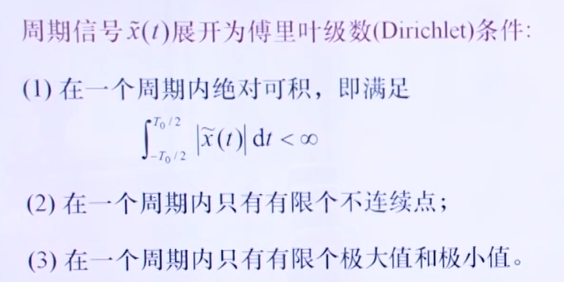 周期信号x̃(t)展开为傅里叶级数(Dirichlet)条件:
(1) 在一个周期内绝对可积，即满足
∫_{-T₀/2}^{T₀/2} |x̃(t)| dt < ∞
(2) 在一个周期内只有有限个不连续点；
(3) 在一个周期内只有有限个极大值和极小值。